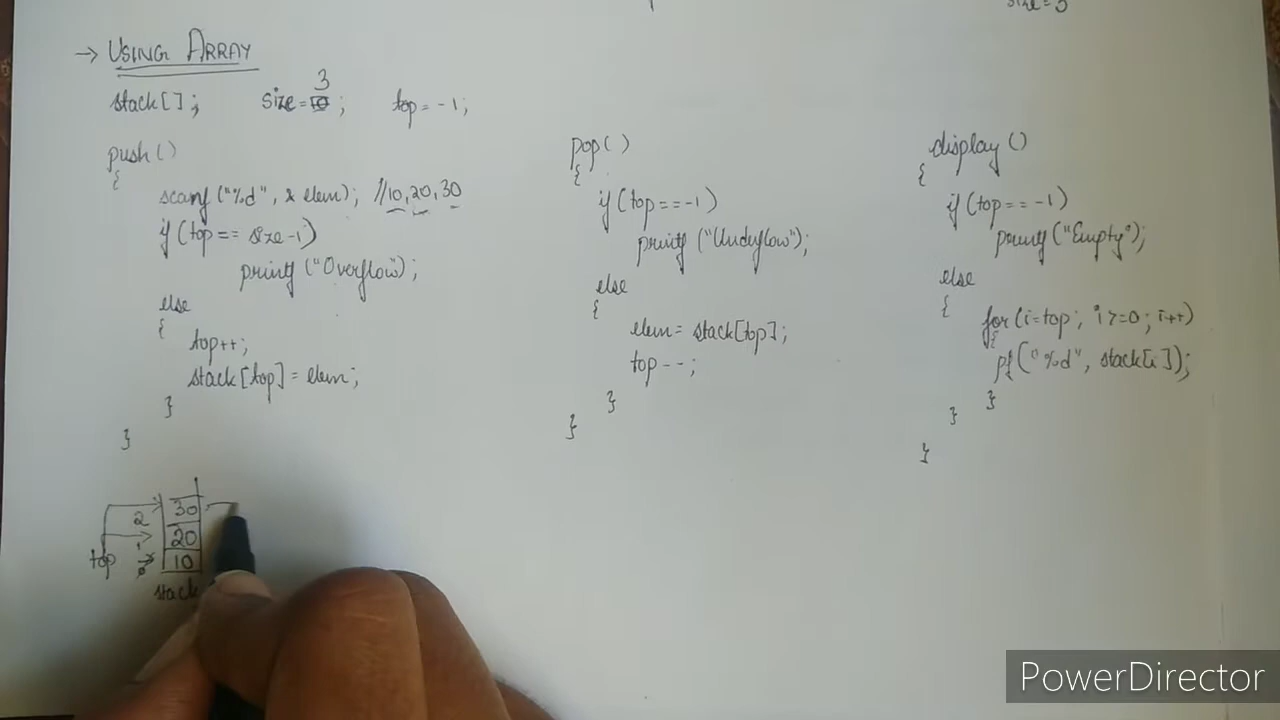 size=3
→ USING ARRAY
stack[]; size=3; top=-1;
push()
{
scanf("%d", & elem); //10,20,30
if(top== size-1)
printf("Overflow");
else
{
top++;
stack[top]=elem;
}
}
pop()
{
if(top==-1)
printf("Underflow");
else
{
elem= stack[top];
top--;
}
}
display()
{
if(top==-1)
printf("Empty");
else
{
for(i=top; i>=0; i++)
{
pf("%d", stack[i]);
}
}
}
2 30
1 20
top 0 10
stack
PowerDirector